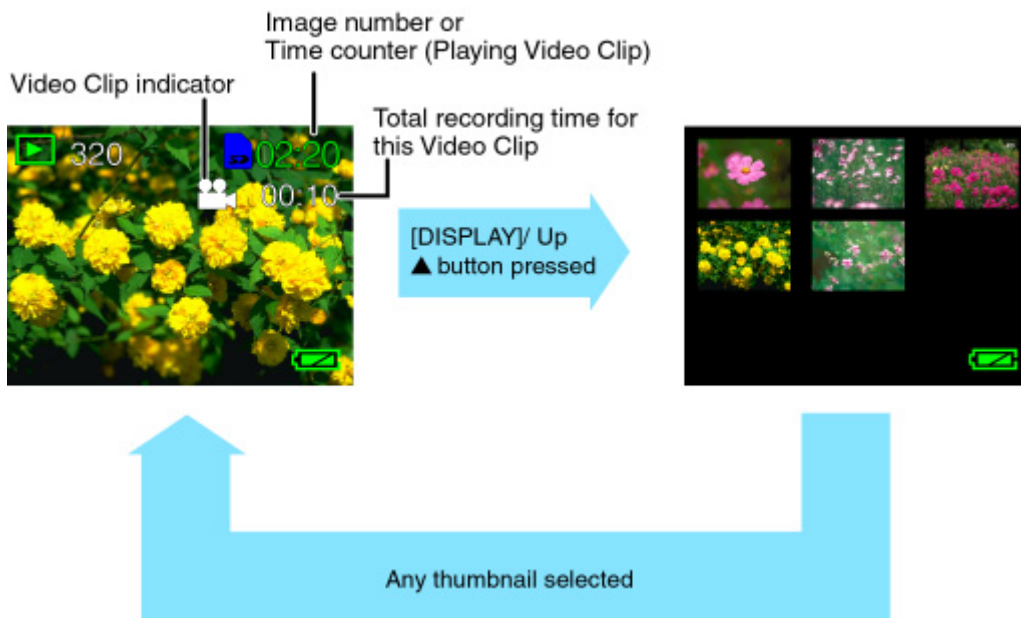 Image number or
Time counter (Playing Video Clip)
Video Clip indicator
Total recording time for
this Video Clip
320
SD
02:20
00:10
[DISPLAY]/ Up
▲ button pressed
Any thumbnail selected